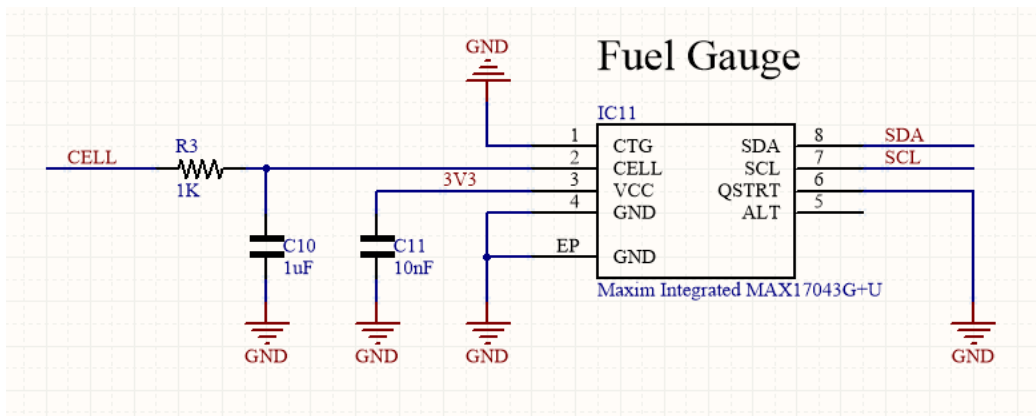 GND
Fuel Gauge
IC11
R3
CELL
1K
1 CTG SDA 8 SDA
2 CELL SCL 7 SCL
3V3 3 VCC QSTRT 6
4 GND ALT 5
EP GND
C10
1uF
C11
10nF
Maxim Integrated MAX17043G+U
GND GND GND GND